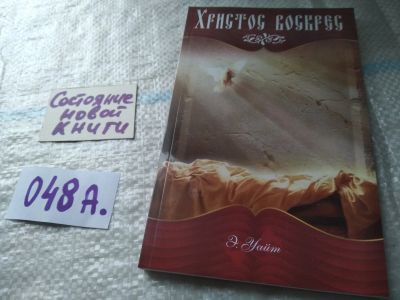 Христос воскрес
Э. Уайт
Состояние
новой
книги
048А.